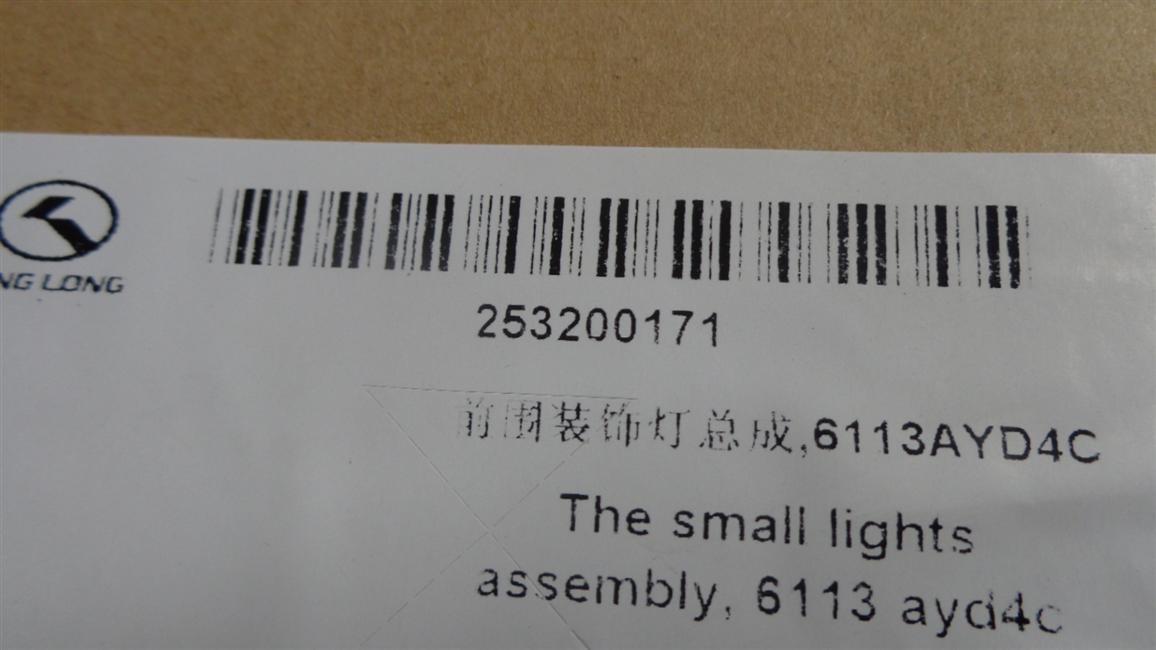 NG LONG
253200171
前围装饰灯总成,6113AYD4C
The small lights
assembly, 6113 ayd4c